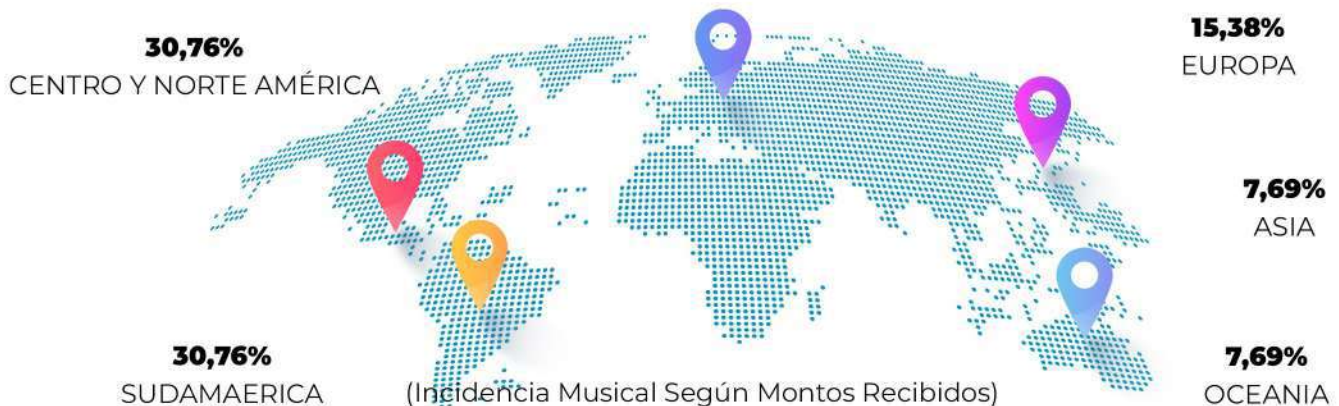 30,76%
CENTRO Y NORTE AMÉRICA
15,38%
EUROPA
7,69%
ASIA
30,76%
SUDAMAERICA
(Incidencia Musical Según Montos Recibidos)
7,69%
OCEANIA